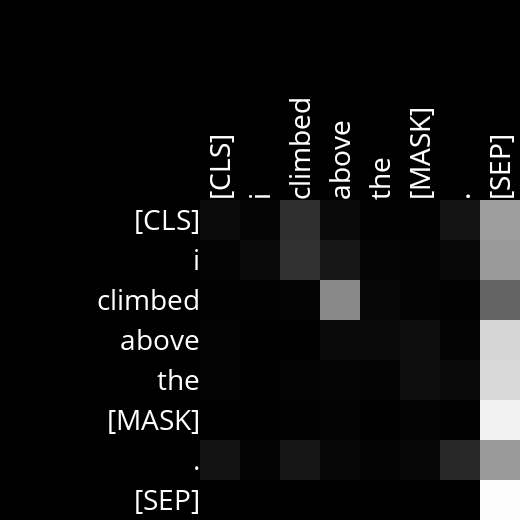 [CLS] i climbed above the [MASK] . [SEP]
[CLS]
i
climbed
above
the
[MASK]
.
[SEP]